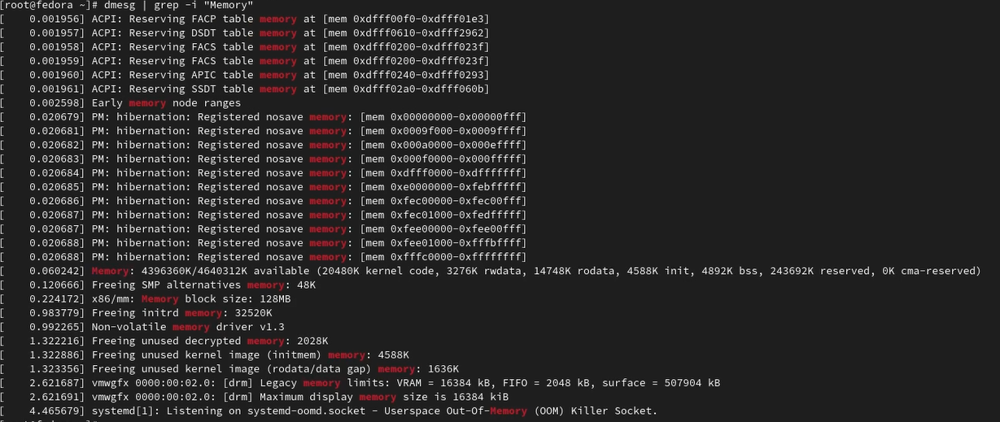 [root@fedora ~]# dmesg | grep -i "Memory"
[    0.001956] ACPI: Reserving FACP table memory at [mem 0xdfff00f0-0xdfff01e3]
[    0.001957] ACPI: Reserving DSDT table memory at [mem 0xdfff0610-0xdfff2962]
[    0.001958] ACPI: Reserving FACS table memory at [mem 0xdfff0200-0xdfff023f]
[    0.001959] ACPI: Reserving FACS table memory at [mem 0xdfff0200-0xdfff023f]
[    0.001960] ACPI: Reserving APIC table memory at [mem 0xdfff0240-0xdfff0293]
[    0.001961] ACPI: Reserving SSDT table memory at [mem 0xdfff02a0-0xdfff060b]
[    0.002598] Early memory node ranges
[    0.020679] PM: hibernation: Registered nosave memory: [mem 0x00000000-0x00000fff]
[    0.020681] PM: hibernation: Registered nosave memory: [mem 0x0009f000-0x0009ffff]
[    0.020682] PM: hibernation: Registered nosave memory: [mem 0x000a0000-0x000effff]
[    0.020683] PM: hibernation: Registered nosave memory: [mem 0x000f0000-0x000fffff]
[    0.020684] PM: hibernation: Registered nosave memory: [mem 0xdfff0000-0xdfffffff]
[    0.020685] PM: hibernation: Registered nosave memory: [mem 0xe0000000-0xfebfffff]
[    0.020686] PM: hibernation: Registered nosave memory: [mem 0xfec00000-0xfec00fff]
[    0.020687] PM: hibernation: Registered nosave memory: [mem 0xfec01000-0xfedfffff]
[    0.020687] PM: hibernation: Registered nosave memory: [mem 0xfee00000-0xfee00fff]
[    0.020688] PM: hibernation: Registered nosave memory: [mem 0xfee01000-0xfffbffff]
[    0.020688] PM: hibernation: Registered nosave memory: [mem 0xfffc0000-0xffffffff]
[    0.060242] Memory: 4396360K/4640312K available (20480K kernel code, 3276K rwdata, 14748K rodata, 4588K init, 4892K bss, 243692K reserved, 0K cma-reserved)
[    0.120666] Freeing SMP alternatives memory: 48K
[    0.224172] x86/mm: Memory block size: 128MB
[    0.983779] Freeing initrd memory: 32520K
[    0.992265] Non-volatile memory driver v1.3
[    1.322216] Freeing unused decrypted memory: 2028K
[    1.322886] Freeing unused kernel image (initmem) memory: 4588K
[    1.323356] Freeing unused kernel image (rodata/data gap) memory: 1636K
[    2.621687] vmwgfx 0000:00:02.0: [drm] Legacy memory limits: VRAM = 16384 kB, FIFO = 2048 kB, surface = 507904 kB
[    2.621691] vmwgfx 0000:00:02.0: [drm] Maximum display memory size is 16384 kiB
[    4.465679] systemd[1]: Listening on systemd-oomd.socket - Userspace Out-Of-Memory (OOM) Killer Socket.